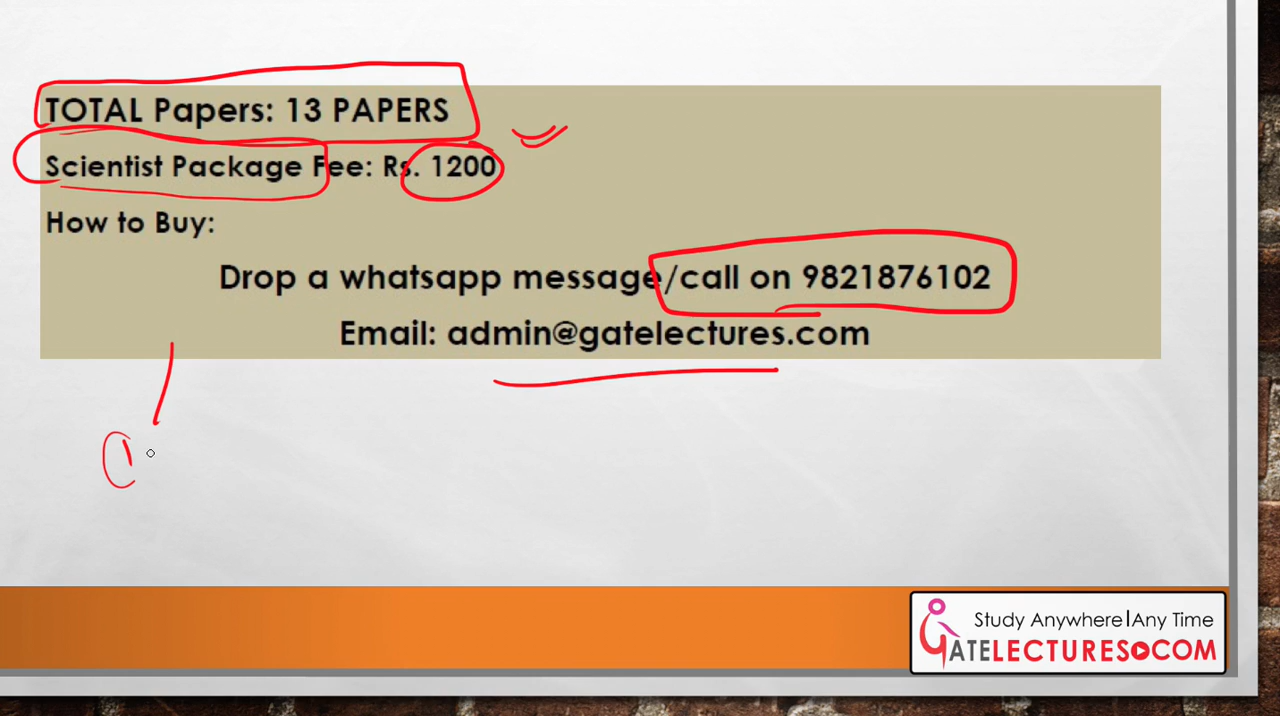 TOTAL Papers: 13 PAPERS
Scientist Package Fee: Rs. 1200
How to Buy:
Drop a whatsapp message/call on 9821876102
Email: admin@gatelectures.com
Study Anywhere|Any Time
GATELECTURES.COM